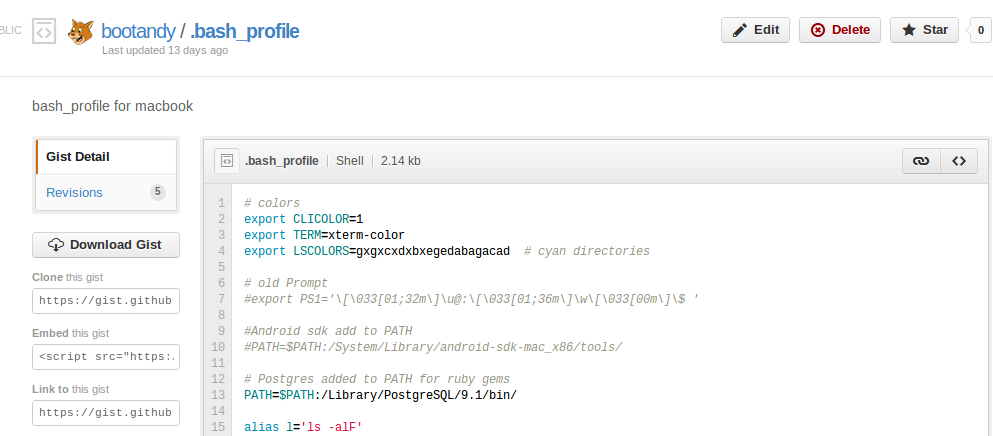 BLIC
bootandy / .bash_profile
Last updated 13 days ago
Edit
Delete
Star
0
bash_profile for macbook
Gist Detail
Revisions 5
Download Gist
Clone this gist
https://gist.github
Embed this gist
<script src="https:.
Link to this gist
https://gist.github
.bash_profile | Shell | 2.14 kb
1 # colors
2 export CLICOLOR=1
3 export TERM=xterm-color
4 export LSCOLORS=gxgxcxdxbxegedabagacad  # cyan directories
5
6 # old Prompt
7 #export PS1='\[\033[01;32m\]\u@:\[\033[01;36m\]\w\[\033[00m\]\$ '
8
9 #Android sdk add to PATH
10 #PATH=$PATH:/System/Library/android-sdk-mac_x86/tools/
11
12 # Postgres added to PATH for ruby gems
13 PATH=$PATH:/Library/PostgreSQL/9.1/bin/
14
15 alias l='ls -alF'